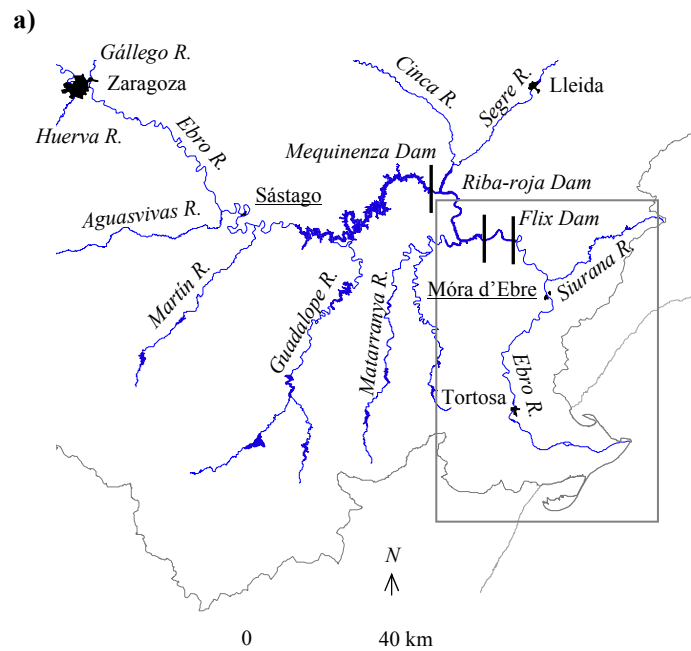 a)
Gállego R.
Zaragoza
Cinca R.
Segre R.
Lleida
Huerva R.
Ebro R.
Mequinenza Dam
Riba-roja Dam
Sástago
Aguasvivas R.
Flix Dam
Martín R.
Guadalope R.
Matarranya R.
Móra d'Ebre
Siurana R.
Ebro R.
Tortosa
N
0 40 km